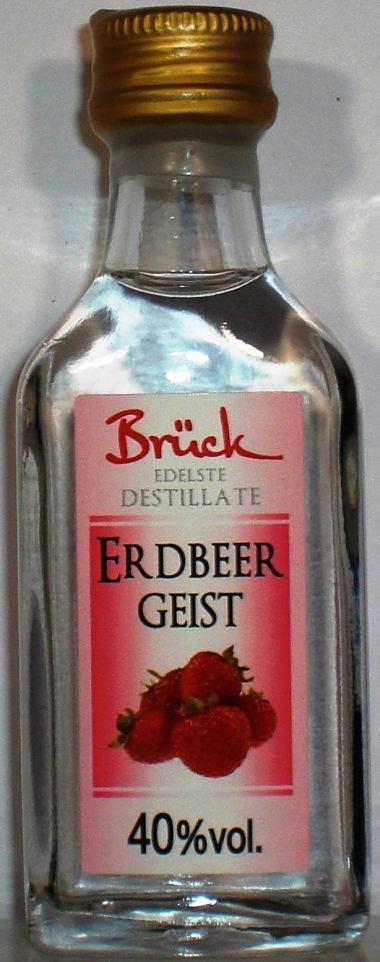 Brück
EDELSTE
DESTILLATE
ERDBEER
GEIST
40%vol.